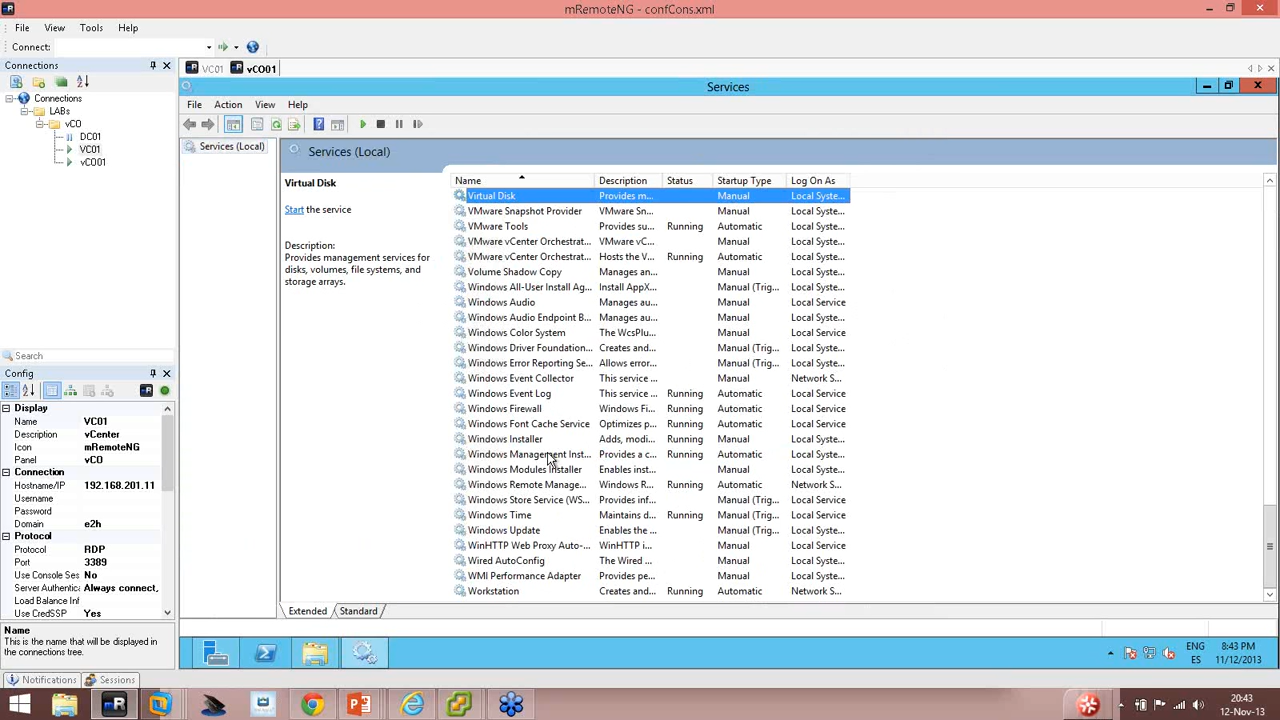 mRemoteNG - confCons.xml
File View Tools Help
Connect:
Connections
VC01 vCO01
Connections
LABs
vCO
DC01
VC01
vCO01
Search
Config
Display
Name VC01
Description vCenter
Icon mRemoteNG
Panel vCO
Connection
Hostname/IP 192.168.201.11
Username
Password
Domain e2h
Protocol
Protocol RDP
Port 3389
Use Console Ses No
Server Authentica Always connect,
Load Balance Inf
Use CredSSP Yes
Name
This is the name that will be displayed in
the connections tree.
Notifications Sessions
Services
File Action View Help
Services (Local)
Services (Local)
Virtual Disk
Start the service
Description:
Provides management services for
disks, volumes, file systems, and
storage arrays.
Name Description Status Startup Type Log On As
Virtual Disk Provides m... Manual Local Syste...
VMware Snapshot Provider VMware Sn... Manual Local Syste...
VMware Tools Provides su... Running Automatic Local Syste...
VMware vCenter Orchestrat... VMware vC... Manual Local Syste...
VMware vCenter Orchestrat... Hosts the V... Running Automatic Local Syste...
Volume Shadow Copy Manages an... Manual Local Syste...
Windows All-User Install Ag... Install AppX... Manual (Trig... Local Syste...
Windows Audio Manages au... Manual Local Service
Windows Audio Endpoint B... Manages au... Manual Local Syste...
Windows Color System The WcsPlu... Manual Local Service
Windows Driver Foundation... Creates and... Manual (Trig... Local Syste...
Windows Error Reporting Se... Allows error... Manual (Trig... Local Syste...
Windows Event Collector This service ... Manual Network S...
Windows Event Log This service ... Running Automatic Local Service
Windows Firewall Windows Fi... Running Automatic Local Service
Windows Font Cache Service Optimizes p... Running Automatic Local Service
Windows Installer Adds, modi... Running Manual Local Syste...
Windows Management Inst... Provides a c... Running Automatic Local Syste...
Windows Modules Installer Enables inst... Manual Local Syste...
Windows Remote Manage... Windows R... Running Automatic Network S...
Windows Store Service (WS... Provides inf... Manual (Trig... Local Service
Windows Time Maintains d... Running Manual (Trig... Local Service
Windows Update Enables the ... Manual (Trig... Local Syste...
WinHTTP Web Proxy Auto-... WinHTTP i... Manual Local Service
Wired AutoConfig The Wired ... Manual Local Syste...
WMI Performance Adapter Provides pe... Manual Local Syste...
Workstation Creates and... Running Automatic Network S...
Extended Standard
ENG 8:43 PM
ES 11/12/2013
20:43
12-Nov-13